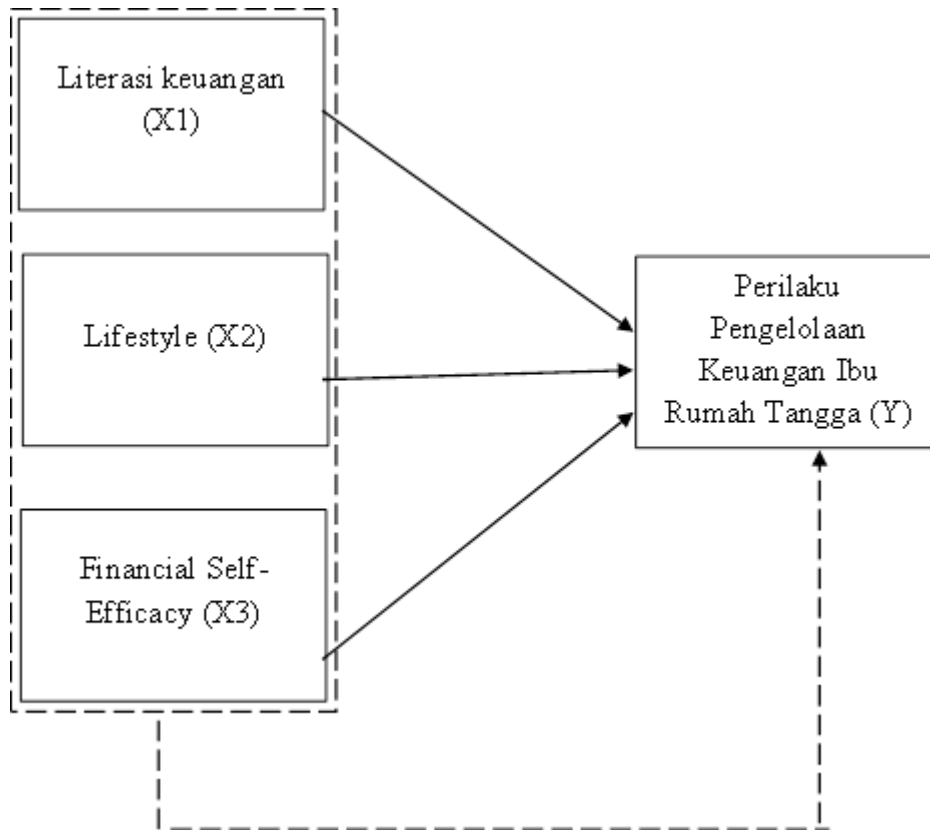 Literasi keuangan
(X1)
Lifestyle (X2)
Financial Self-
Efficacy (X3)
Perilaku
Pengelolaan
Keuangan Ibu
Rumah Tangga (Y)